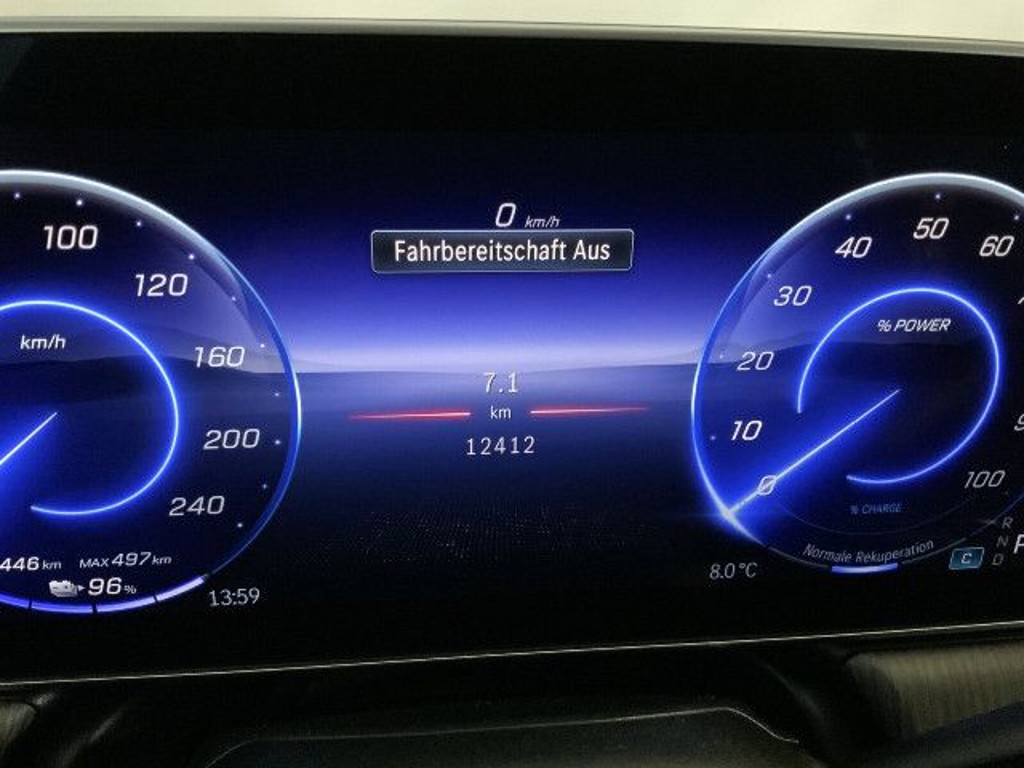 100
120
km/h
160
200
240
446 km MAX 497 km
96 %
13:59
0 km/h
Fahrbereitschaft Aus
7.1
km
12412
50
40
60
30
% POWER
20
10
0
100
% CHARGE
Normale Rekuperation
8.0 °C
R
N
D
C
P